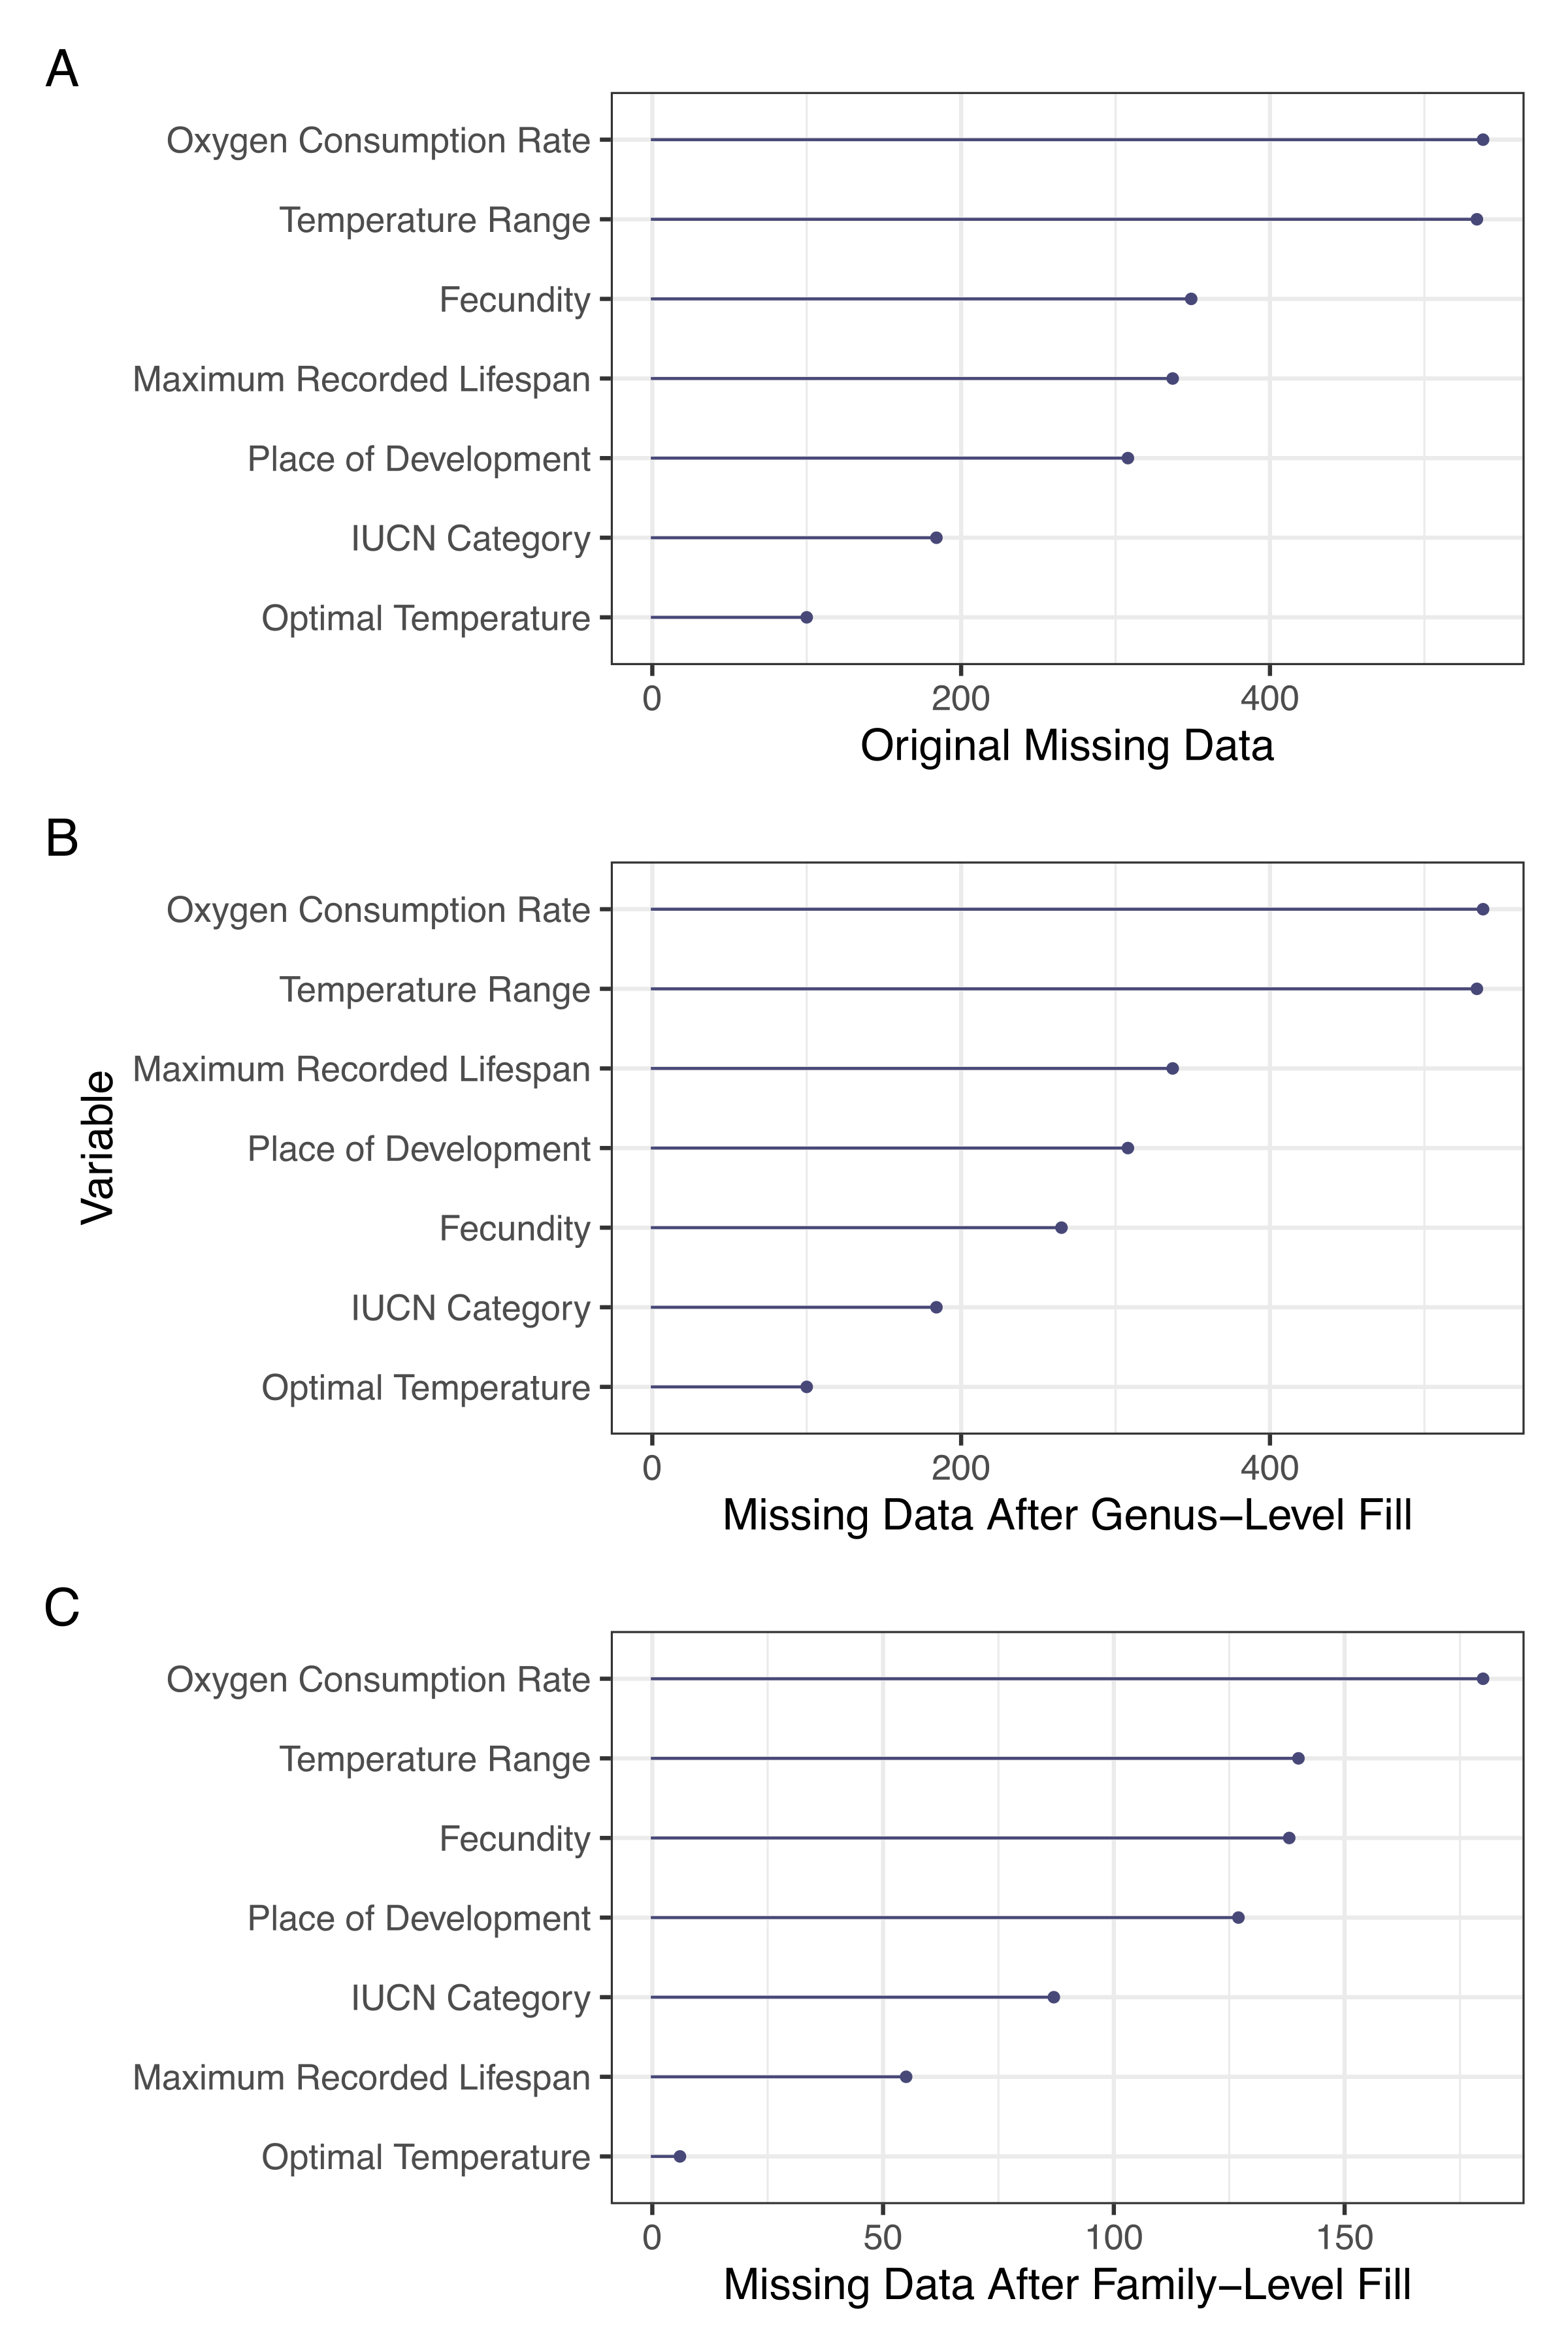 A
Oxygen Consumption Rate
Temperature Range
Fecundity
Maximum Recorded Lifespan
Place of Development
IUCN Category
Optimal Temperature
0 200 400
Original Missing Data
B
Variable
Oxygen Consumption Rate
Temperature Range
Maximum Recorded Lifespan
Place of Development
Fecundity
IUCN Category
Optimal Temperature
0 200 400
Missing Data After Genus−Level Fill
C
Oxygen Consumption Rate
Temperature Range
Fecundity
Place of Development
IUCN Category
Maximum Recorded Lifespan
Optimal Temperature
0 50 100 150
Missing Data After Family−Level Fill